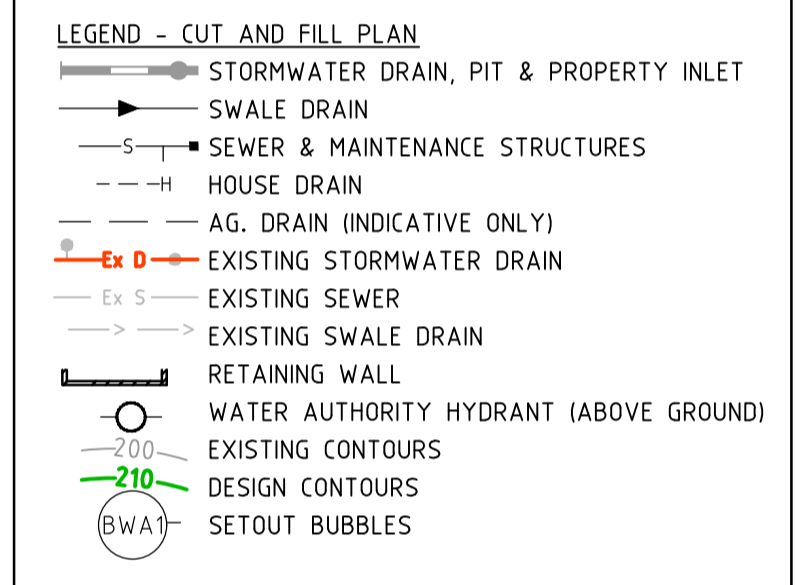 LEGEND - CUT AND FILL PLAN
STORMWATER DRAIN, PIT & PROPERTY INLET
SWALE DRAIN
S SEWER & MAINTENANCE STRUCTURES
H HOUSE DRAIN
AG. DRAIN (INDICATIVE ONLY)
Ex D EXISTING STORMWATER DRAIN
Ex S EXISTING SEWER
EXISTING SWALE DRAIN
RETAINING WALL
WATER AUTHORITY HYDRANT (ABOVE GROUND)
200 EXISTING CONTOURS
210 DESIGN CONTOURS
BWA1 SETOUT BUBBLES